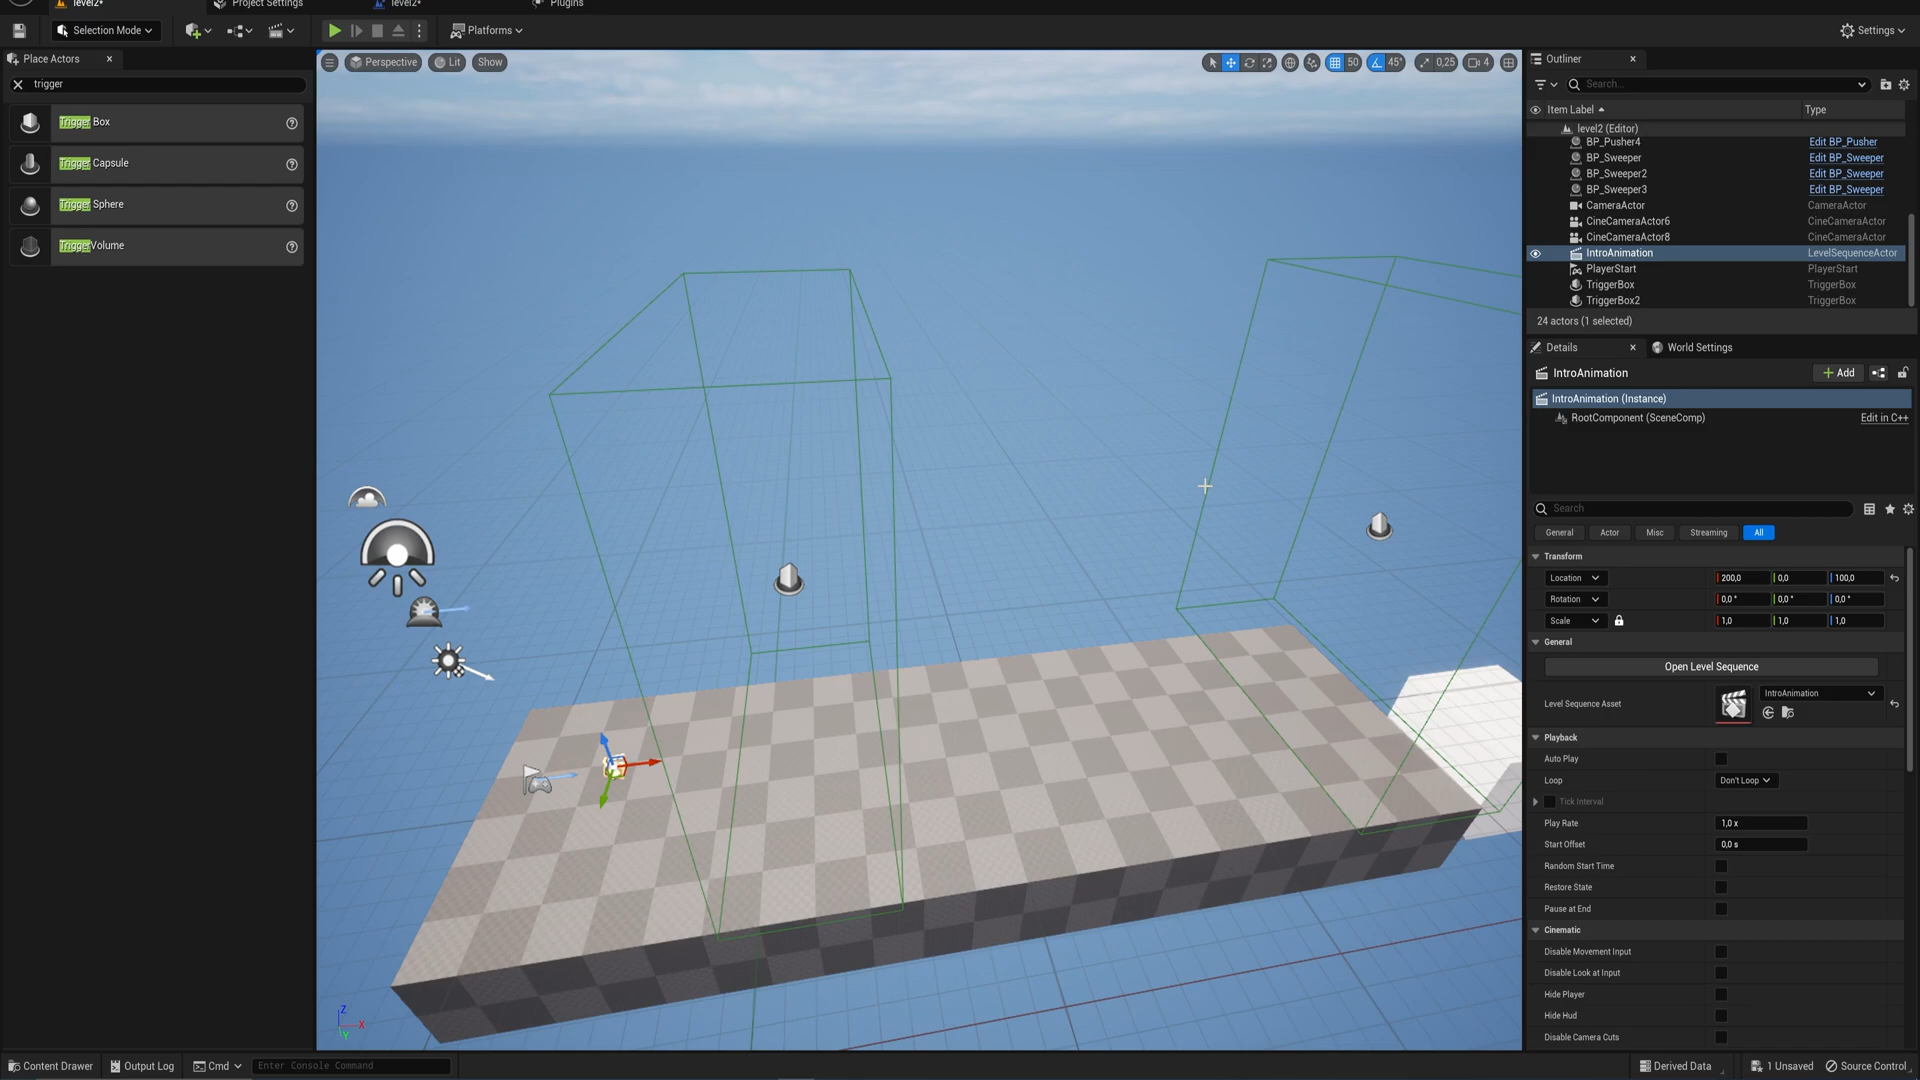 level2*
Project Settings
level2*
Plugins
Selection Mode
Platforms
Settings
Place Actors
trigger
Trigger Box
Trigger Capsule
Trigger Sphere
TriggerVolume
Perspective
Lit
Show
50
45°
0,25
4
Outliner
Search...
Item Label
Type
level2 (Editor)
BP_Pusher4 Edit BP_Pusher
BP_Sweeper Edit BP_Sweeper
BP_Sweeper2 Edit BP_Sweeper
BP_Sweeper3 Edit BP_Sweeper
CameraActor CameraActor
CineCameraActor6 CineCameraActor
CineCameraActor8 CineCameraActor
IntroAnimation LevelSequenceActor
PlayerStart PlayerStart
TriggerBox TriggerBox
TriggerBox2 TriggerBox
24 actors (1 selected)
Details
World Settings
IntroAnimation
Add
IntroAnimation (Instance)
RootComponent (SceneComp) Edit in C++
Search
General Actor Misc Streaming All
Transform
Location 200,0 0,0 100,0
Rotation 0,0 ° 0,0 ° 0,0 °
Scale 1,0 1,0 1,0
General
Open Level Sequence
Level Sequence Asset IntroAnimation
Playback
Auto Play
Loop Don't Loop
Tick Interval
Play Rate 1,0 x
Start Offset 0,0 s
Random Start Time
Restore State
Pause at End
Cinematic
Disable Movement Input
Disable Look at Input
Hide Player
Hide Hud
Disable Camera Cuts
Z
X
Y
Content Drawer
Output Log
Cmd
Enter Console Command
Derived Data
1 Unsaved
Source Control